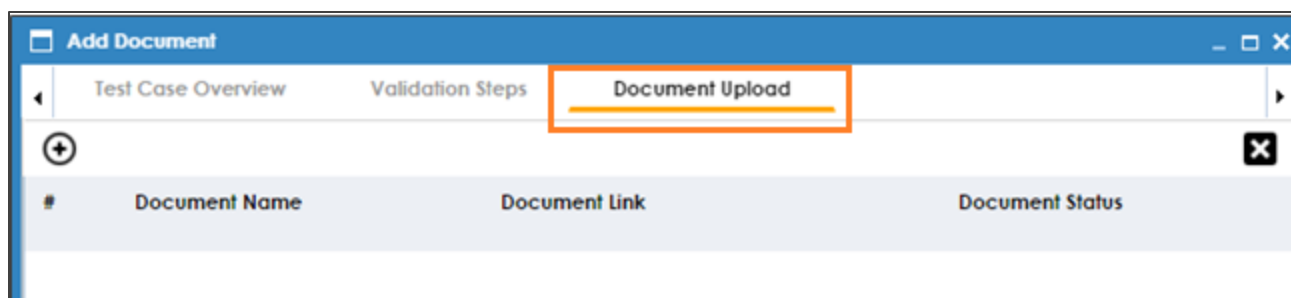 Add Document
Test Case Overview Validation Steps Document Upload
# Document Name Document Link Document Status